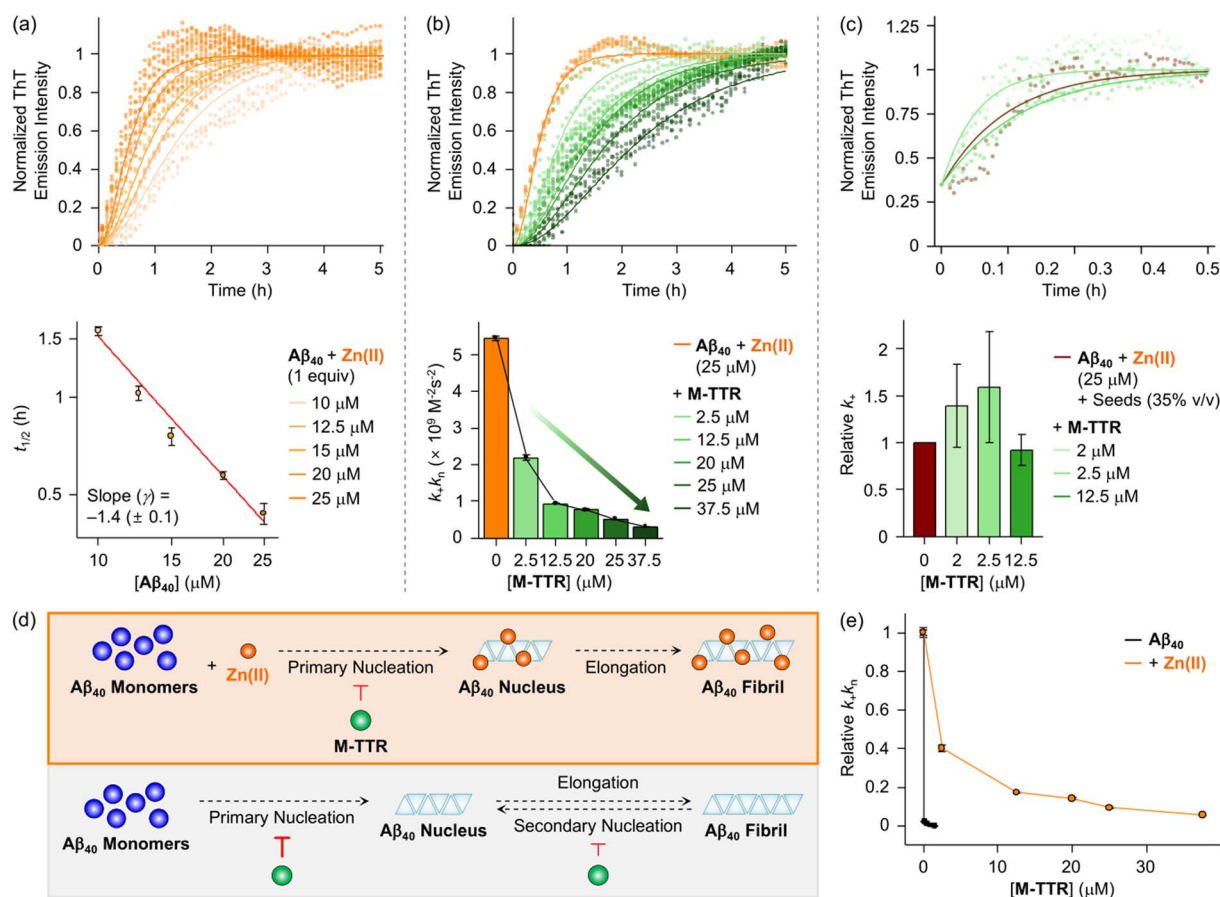 (a)
Normalized ThT
Emission Intensity
1
0.8
0.6
0.4
0.2
0
0 1 2 3 4 5
Time (h)
t1/2 (h)
1.5
1
0.5
Slope (γ) =
–1.4 (± 0.1)
10 15 20 25
[Aβ40] (μM)
Aβ40 + Zn(II)
(1 equiv)
10 μM
12.5 μM
15 μM
20 μM
25 μM
(b)
Normalized ThT
Emission Intensity
1
0.8
0.6
0.4
0.2
0
0 1 2 3 4 5
Time (h)
k+kn (× 10⁹ M⁻²s⁻²)
5
4
3
2
1
0
0 2.5 12.5 20 25 37.5
[M-TTR] (μM)
Aβ40 + Zn(II)
(25 μM)
+ M-TTR
2.5 μM
12.5 μM
20 μM
25 μM
37.5 μM
(c)
Normalized ThT
Emission Intensity
1.25
1
0.75
0.5
0
0 0.1 0.2 0.3 0.4 0.5
Time (h)
Relative k+
2
1.5
1
0.5
0
0 2 2.5 12.5
[M-TTR] (μM)
Aβ40 + Zn(II)
(25 μM)
+ Seeds (35% v/v)
+ M-TTR
2 μM
2.5 μM
12.5 μM
(d)
Aβ40 Monomers
+
Zn(II)
Primary Nucleation
M-TTR
Aβ40 Nucleus
Elongation
Aβ40 Fibril
Aβ40 Monomers
Primary Nucleation
Aβ40 Nucleus
Elongation
Secondary Nucleation
Aβ40 Fibril
(e)
Relative k+kn
1
0.8
0.6
0.4
0.2
0
0 10 20 30
[M-TTR] (μM)
Aβ40
+ Zn(II)